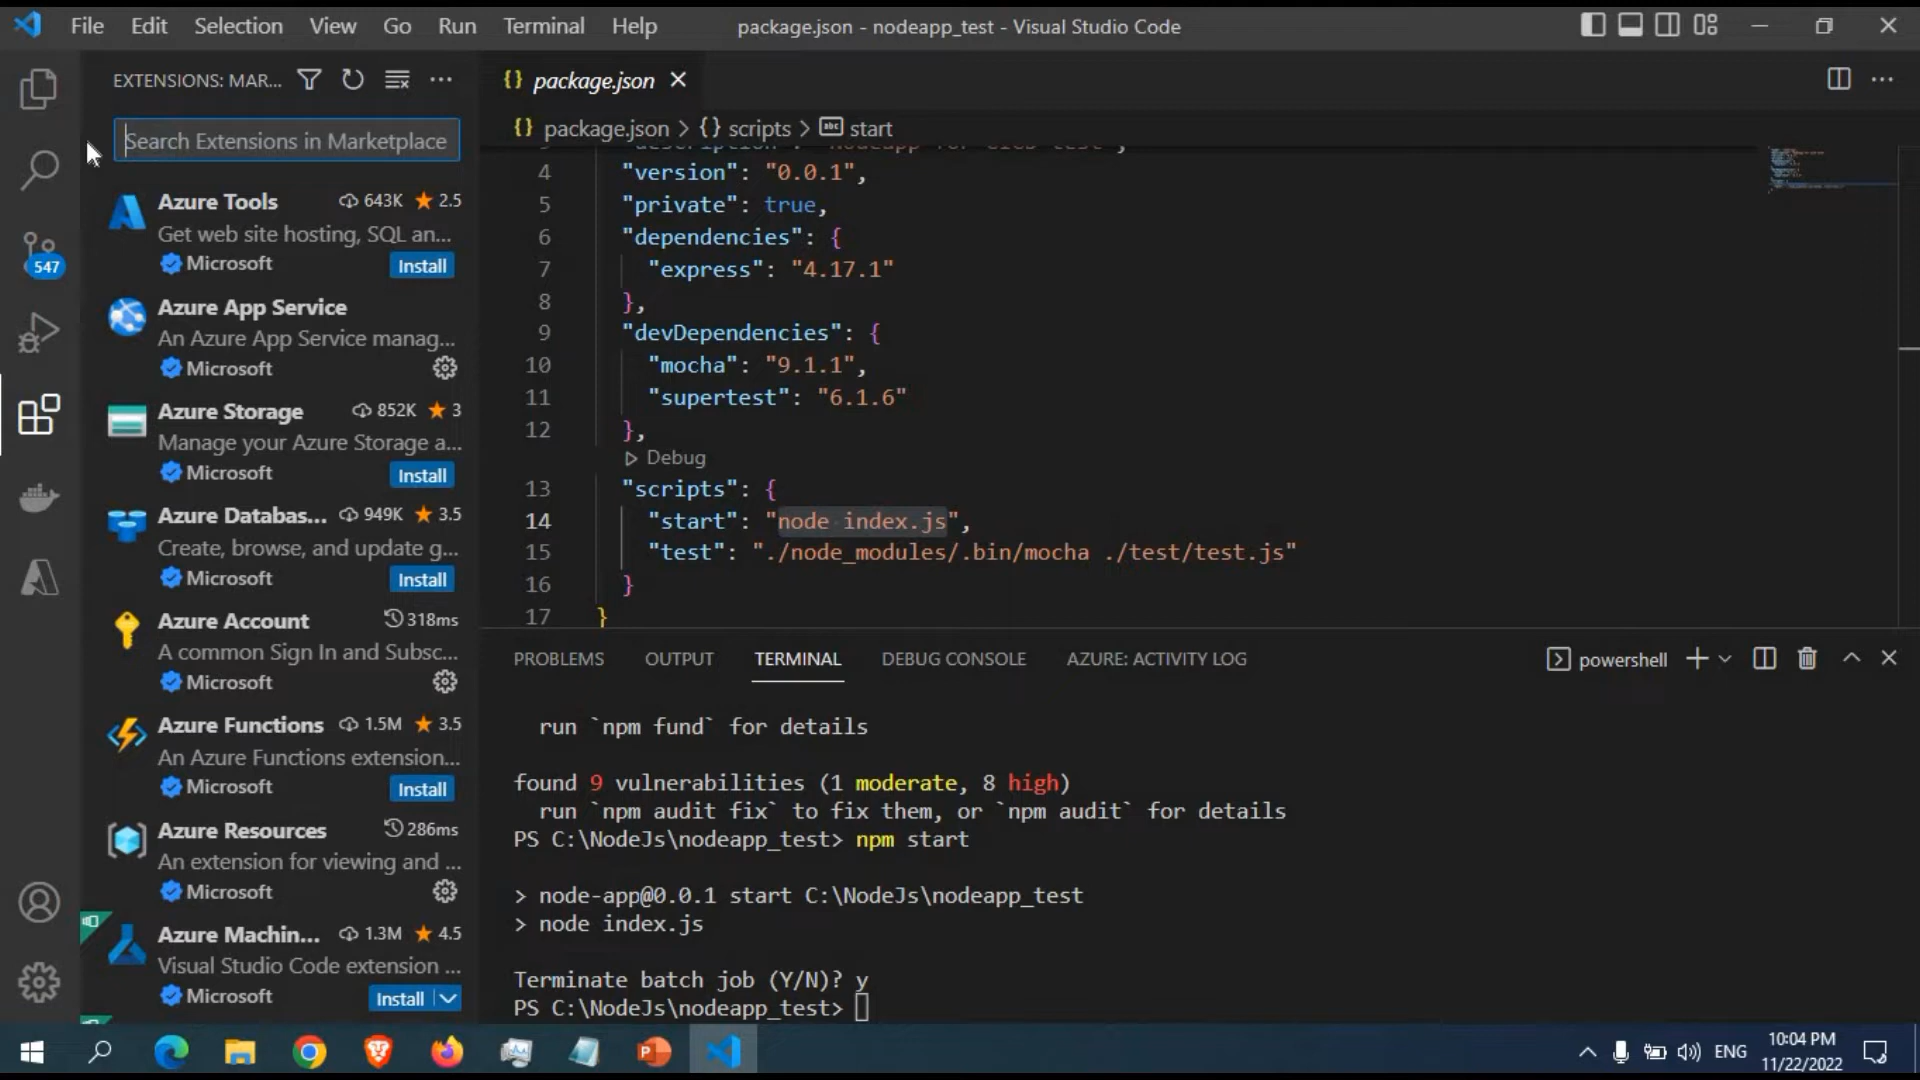 File Edit Selection View Go Run Terminal Help
package.json - nodeapp_test - Visual Studio Code
EXTENSIONS: MAR...
Search Extensions in Marketplace
Azure Tools 643K 2.5
Get web site hosting, SQL an...
Microsoft Install
Azure App Service
An Azure App Service manag...
Microsoft
Azure Storage 852K 3
Manage your Azure Storage a...
Microsoft Install
Azure Databas... 949K 3.5
Create, browse, and update g...
Microsoft Install
Azure Account 318ms
A common Sign In and Subsc...
Microsoft
Azure Functions 1.5M 3.5
An Azure Functions extension...
Microsoft Install
Azure Resources 286ms
An extension for viewing and ...
Microsoft
Azure Machin... 1.3M 4.5
Visual Studio Code extension ...
Microsoft Install
547
{} package.json
{} package.json > {} scripts > abc start
4 "version": "0.0.1",
5 "private": true,
6 "dependencies": {
7 "express": "4.17.1"
8 },
9 "devDependencies": {
10 "mocha": "9.1.1",
11 "supertest": "6.1.6"
12 },
Debug
13 "scripts": {
14 "start": "node index.js",
15 "test": "./node_modules/.bin/mocha ./test/test.js"
16 }
17 }
PROBLEMS OUTPUT TERMINAL DEBUG CONSOLE AZURE: ACTIVITY LOG
powershell
run `npm fund` for details
found 9 vulnerabilities (1 moderate, 8 high)
run `npm audit fix` to fix them, or `npm audit` for details
PS C:\NodeJs\nodeapp_test> npm start
> node-app@0.0.1 start C:\NodeJs\nodeapp_test
> node index.js
Terminate batch job (Y/N)? y
PS C:\NodeJs\nodeapp_test>
ENG
10:04 PM
11/22/2022